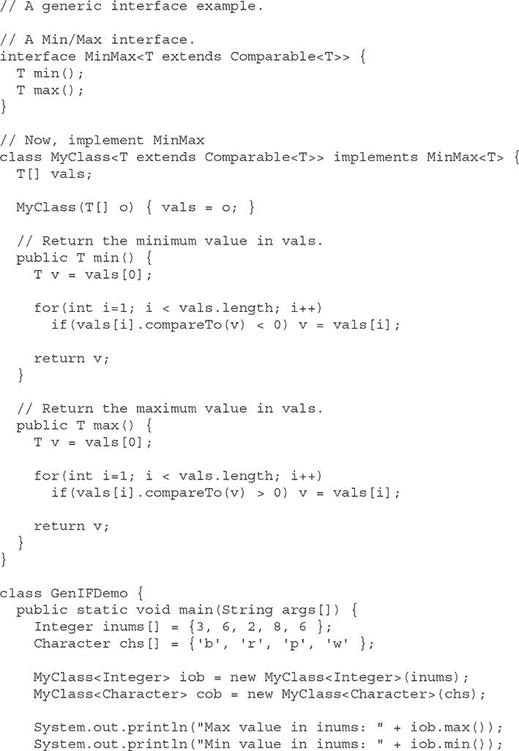 // A generic interface example.

// A Min/Max interface.
interface MinMax<T extends Comparable<T>> {
  T min();
  T max();
}

// Now, implement MinMax
class MyClass<T extends Comparable<T>> implements MinMax<T> {
  T[] vals;

  MyClass(T[] o) { vals = o; }

  // Return the minimum value in vals.
  public T min() {
    T v = vals[0];

    for(int i=1; i < vals.length; i++)
      if(vals[i].compareTo(v) < 0) v = vals[i];

    return v;
  }

  // Return the maximum value in vals.
  public T max() {
    T v = vals[0];

    for(int i=1; i < vals.length; i++)
      if(vals[i].compareTo(v) > 0) v = vals[i];

    return v;
  }
}

class GenIFDemo {
  public static void main(String args[]) {
    Integer inums[] = {3, 6, 2, 8, 6 };
    Character chs[] = {'b', 'r', 'p', 'w' };

    MyClass<Integer> iob = new MyClass<Integer>(inums);
    MyClass<Character> cob = new MyClass<Character>(chs);

    System.out.println("Max value in inums: " + iob.max());
    System.out.println("Min value in inums: " + iob.min());